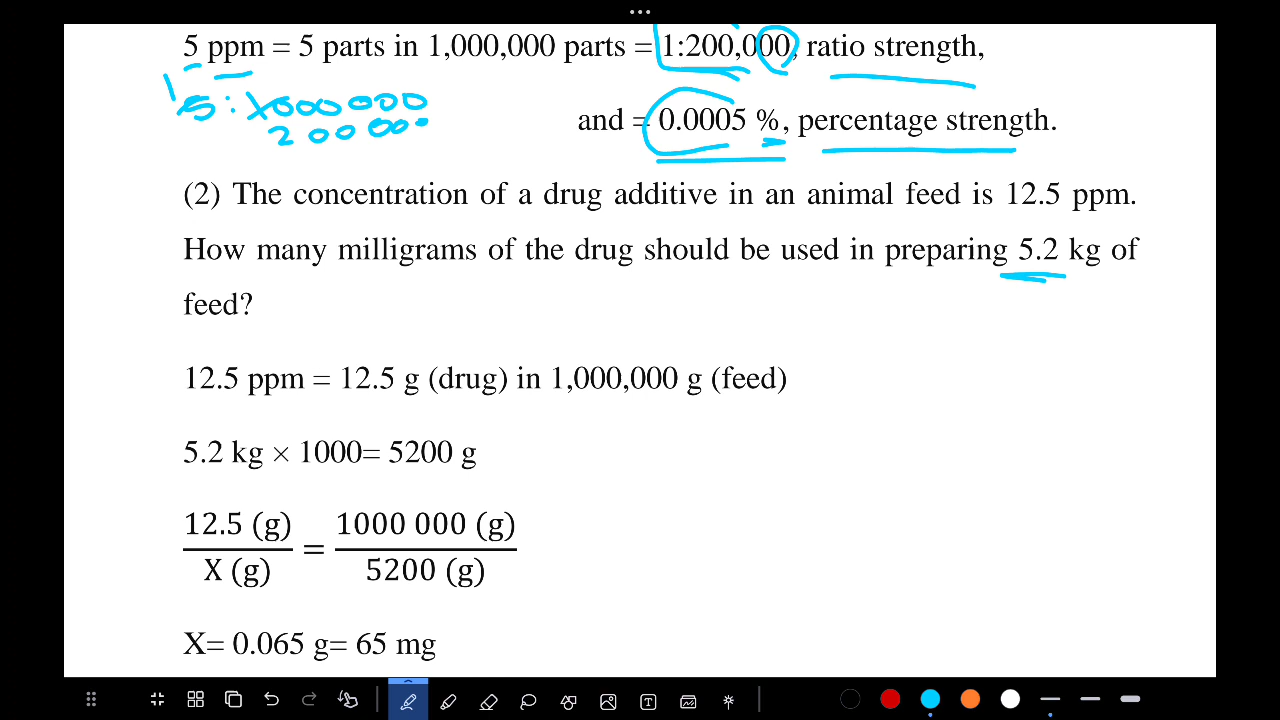 5 ppm = 5 parts in 1,000,000 parts = 1:200,000, ratio strength,
1
5 : 1000000
200000
and = 0.0005 %, percentage strength.
(2) The concentration of a drug additive in an animal feed is 12.5 ppm.
How many milligrams of the drug should be used in preparing 5.2 kg of
feed?
12.5 ppm = 12.5 g (drug) in 1,000,000 g (feed)
5.2 kg × 1000= 5200 g
12.5 (g) / X (g) = 1000 000 (g) / 5200 (g)
X= 0.065 g= 65 mg